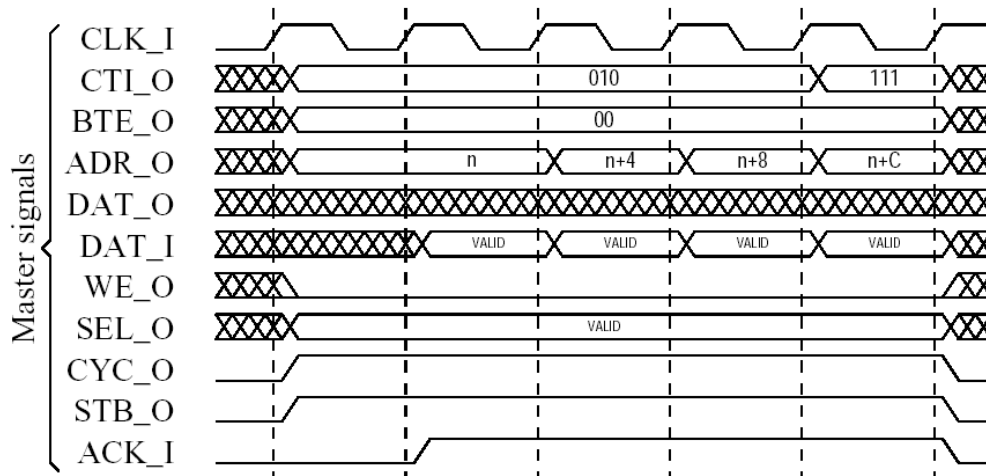 Master signals
CLK_I
CTI_O 010 111
BTE_O 00
ADR_O n n+4 n+8 n+C
DAT_O
DAT_I VALID VALID VALID VALID
WE_O
SEL_O VALID
CYC_O
STB_O
ACK_I